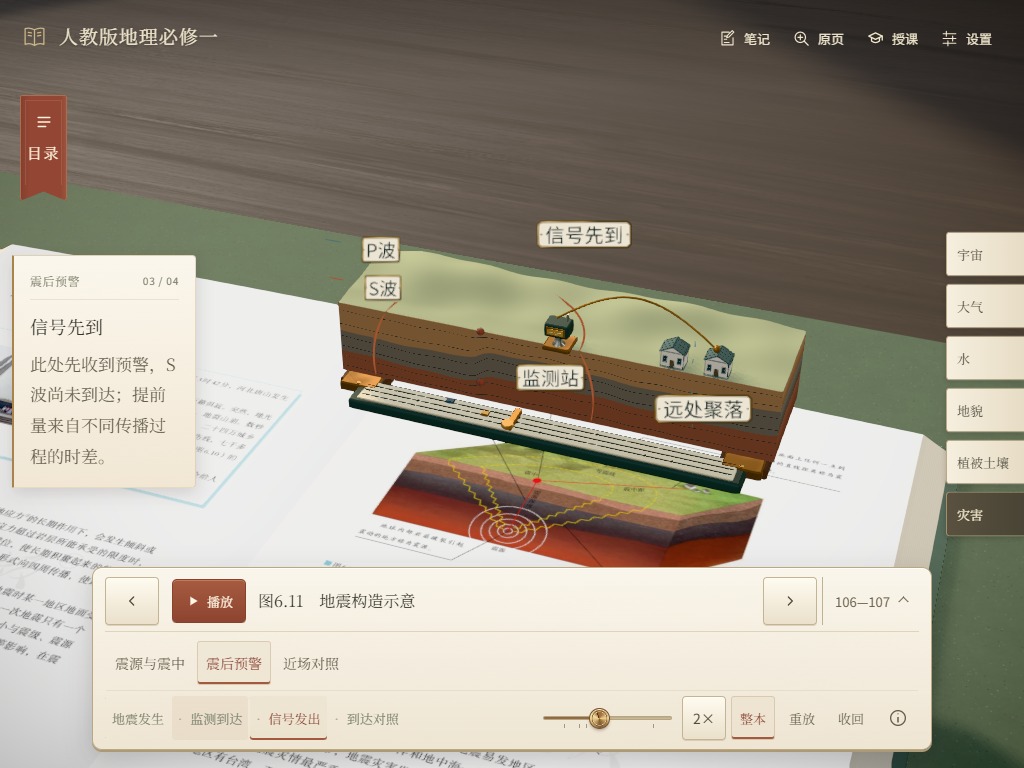 人教版地理必修一
笔记
原页
授课
设置
目录
信号先到
P波
S波
监测站
远处聚落
宇宙
大气
水
地貌
植被土壤
灾害
震后预警
03 / 04
信号先到
此处先收到预警，S
波尚未到达；提前
量来自不同传播过
程的时差。
播放
图6.11 地震构造示意
106—107
震源与震中
震后预警
近场对照
地震发生
· 监测到达
· 信号发出
· 到达对照
2×
整本
重放
收回